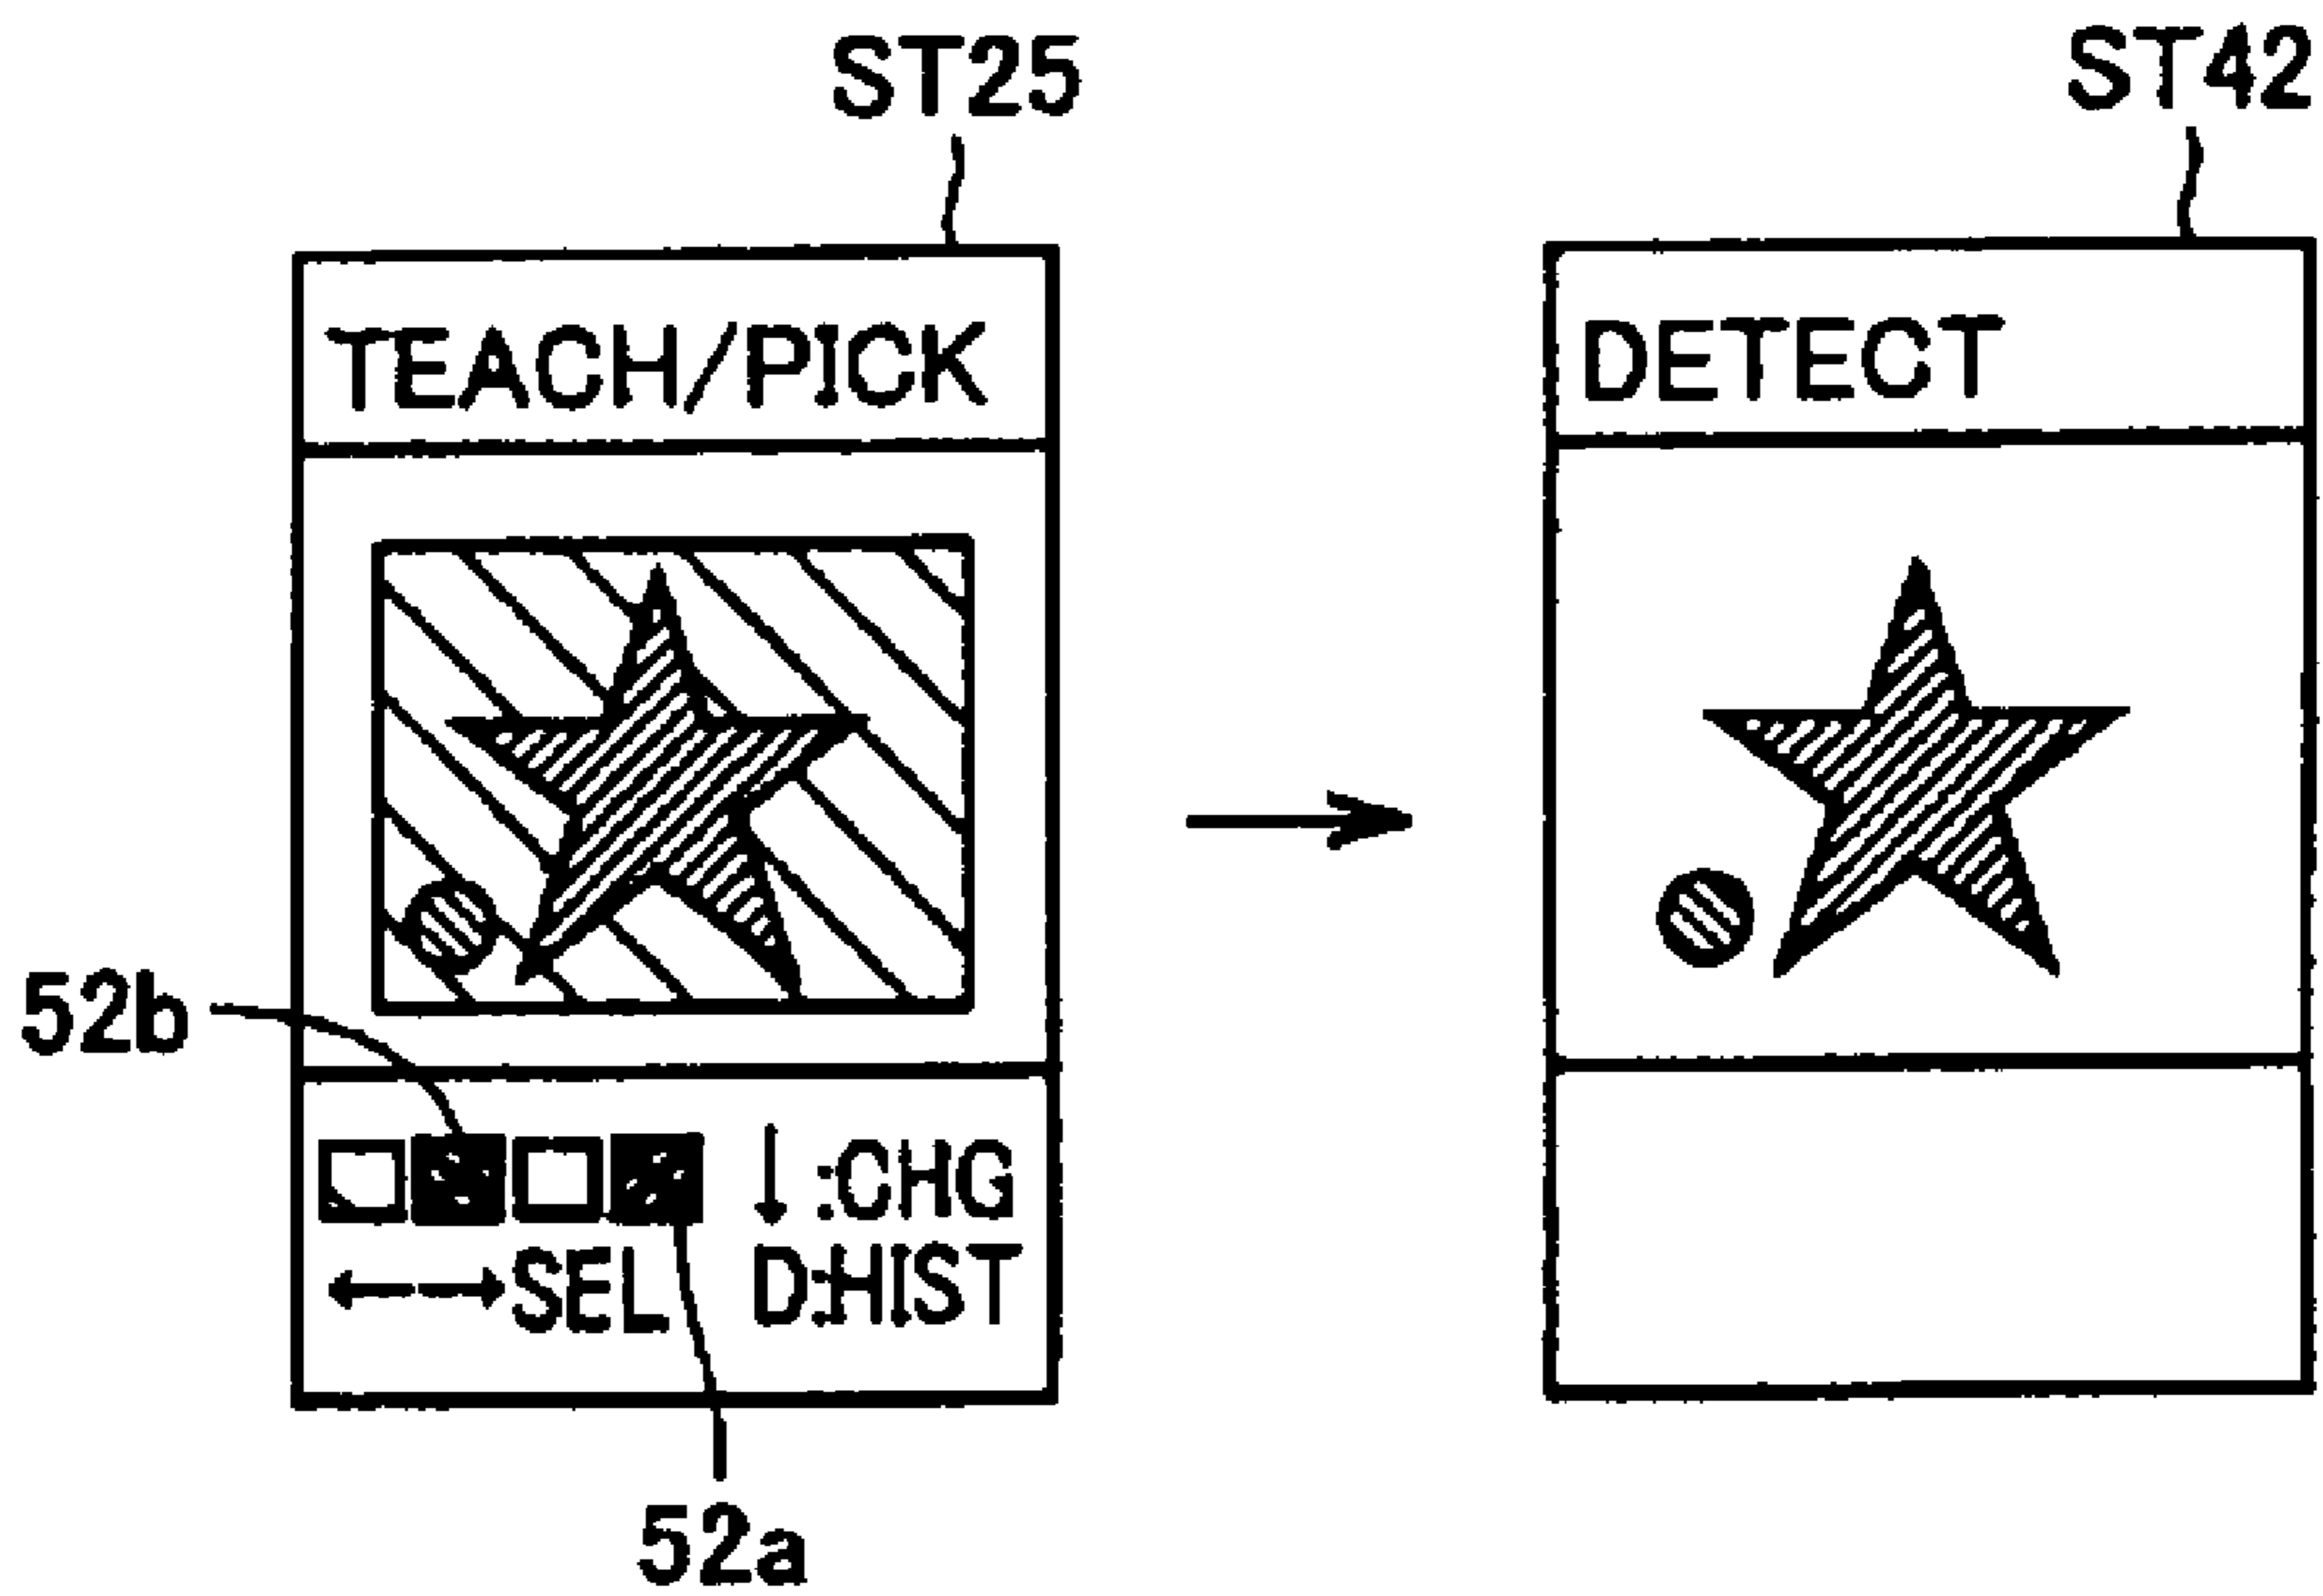 ST25
ST42
TEACH/PICK
DETECT
52b
↓:CHG
←→SEL D:HIST
52a